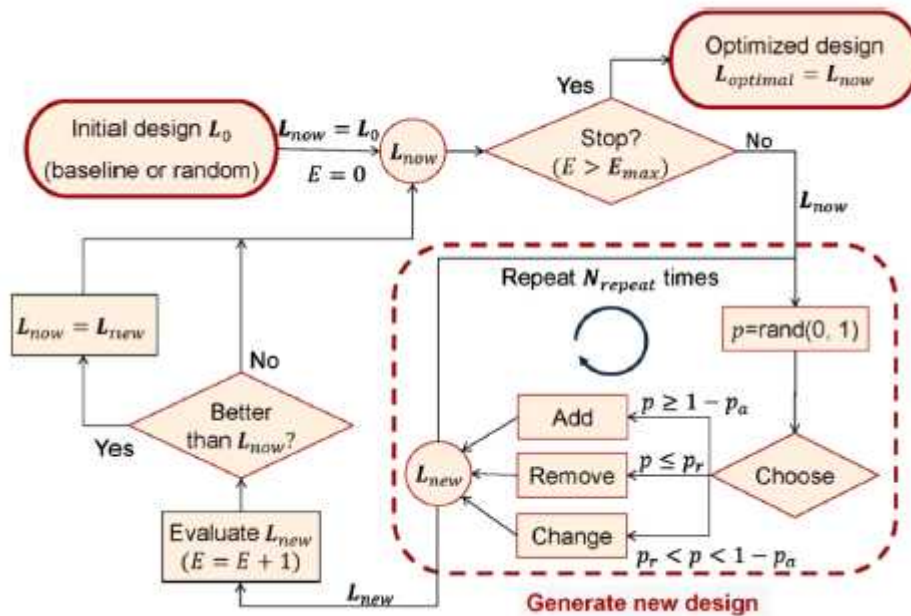 Optimized design
L_optimal = L_now
Yes
Initial design L_0
(baseline or random)
L_now = L_0
E = 0
L_now
Stop?
(E > E_max)
No
L_now
Repeat N_repeat times
p=rand(0, 1)
L_now = L_new
No
Better
than L_now?
Yes
Add
p ≥ 1 − p_a
L_new
Remove
p ≤ p_r
Choose
Change
p_r < p < 1 − p_a
Evaluate L_new
(E = E + 1)
L_new
Generate new design